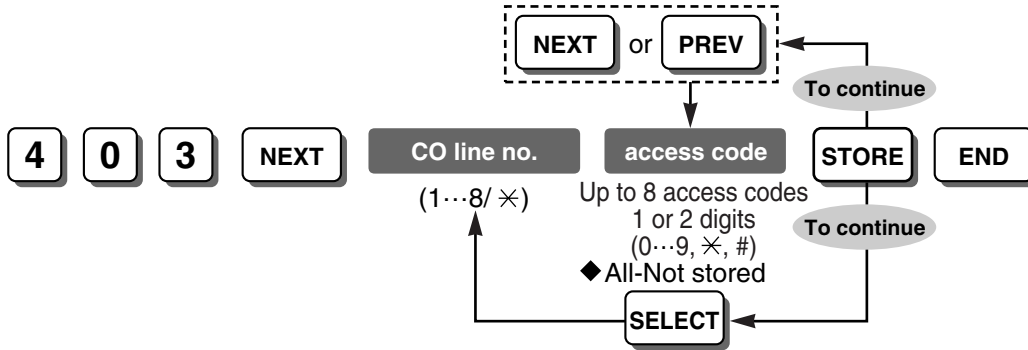 NEXT or PREV
To continue
4 0 3 NEXT CO line no. access code STORE END
(1···8/ ✳)
Up to 8 access codes
1 or 2 digits
(0···9, ✳, #)
◆ All-Not stored
To continue
SELECT